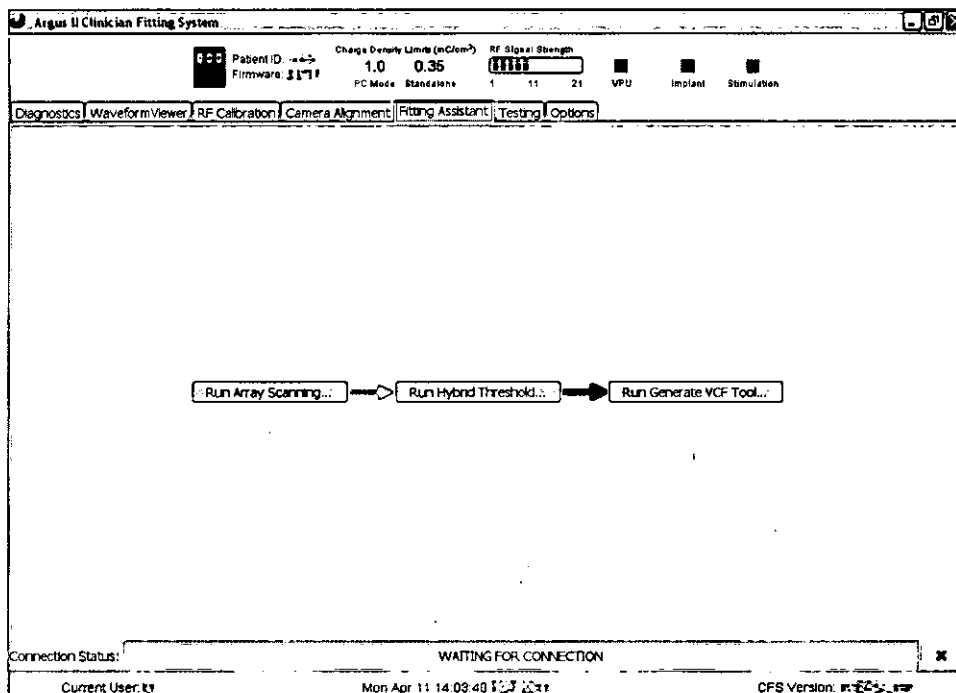 Argus II Clinician Fitting System
Patient ID:
Firmware:
Charge Density Limits (mC/cm²)
1.0 0.35
PC Mode Standalone
RF Signal Strength
1 11 21
VPU Implant Stimulation
Diagnostics Waveform Viewer RF Calibration Camera Alignment Fitting Assistant Testing Options
Run Array Scanning... Run Hybrid Threshold... Run Generate VCF Tool...
Connection Status: WAITING FOR CONNECTION
Current User: Mon Apr 11 14:03:40 CFS Version: